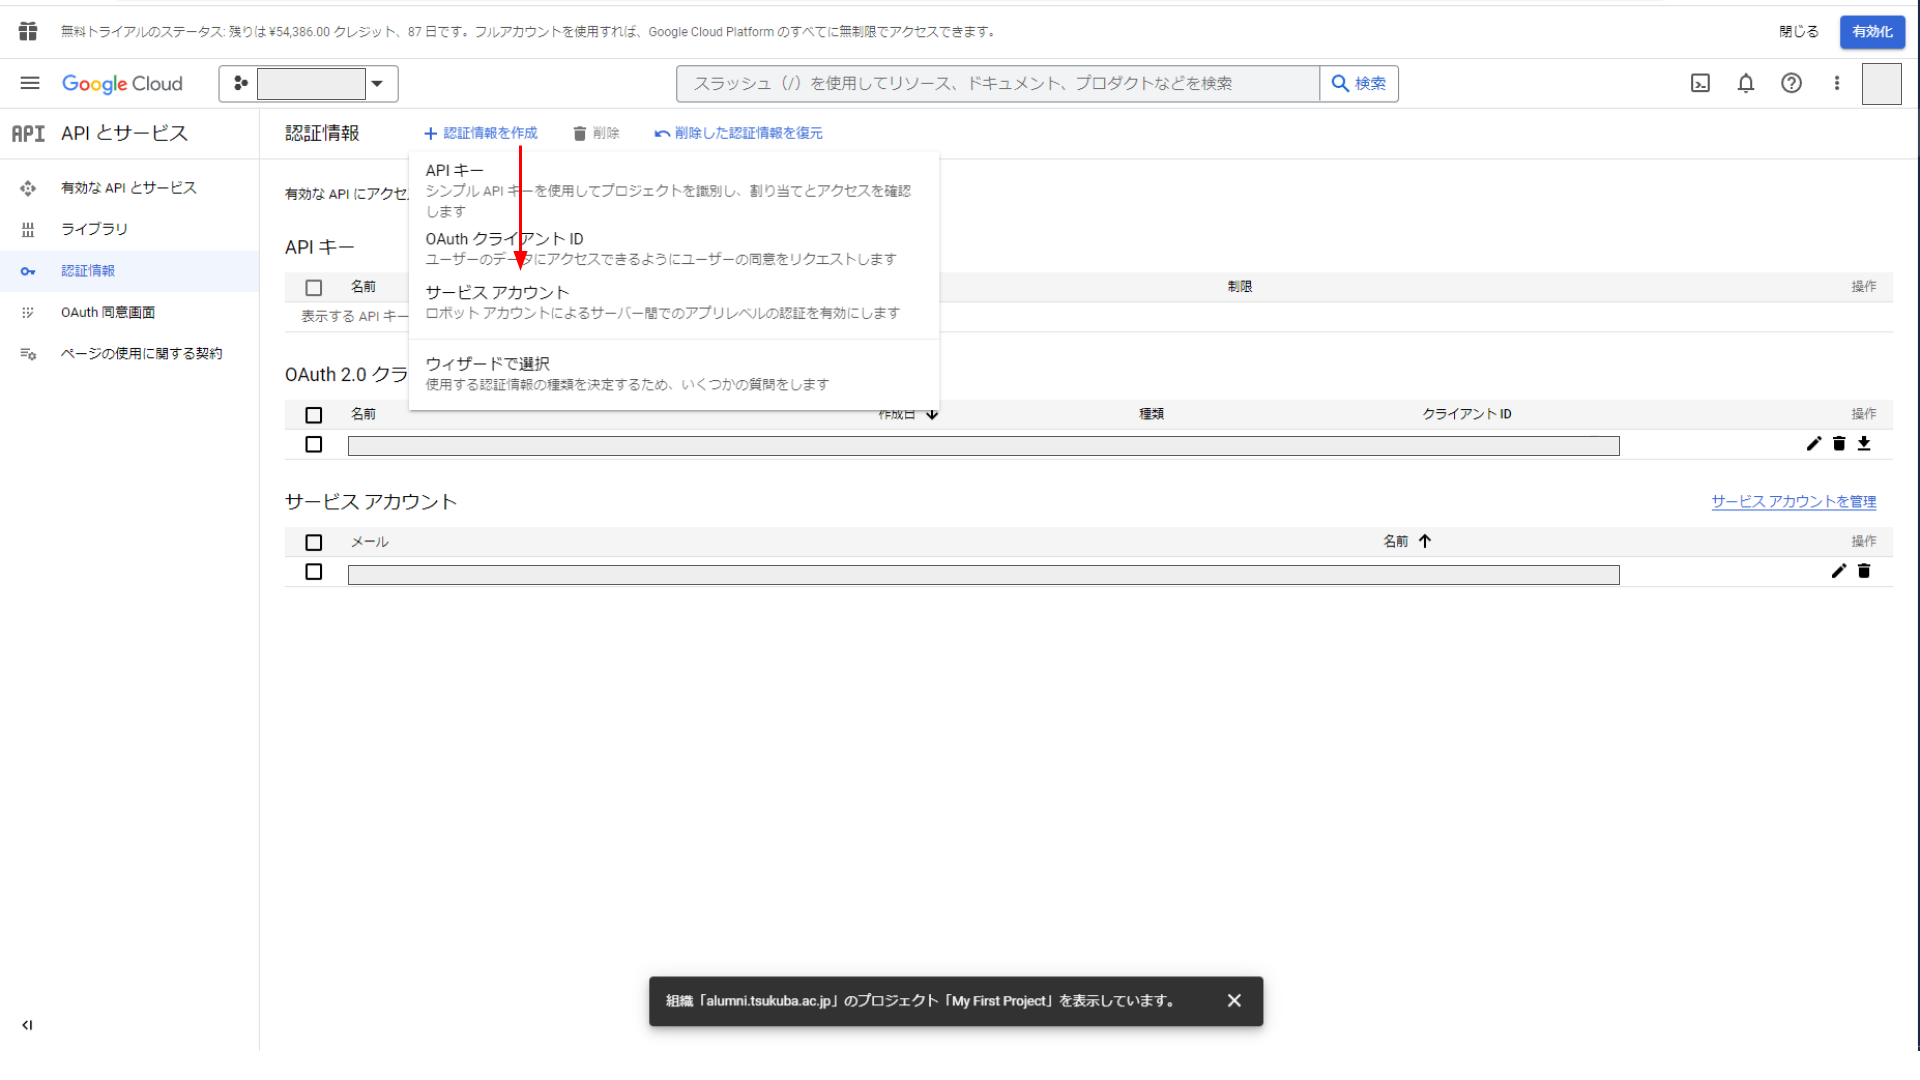 無料トライアルのステータス: 残りは ¥54,386.00 クレジット、87 日です。フルアカウントを使用すれば、Google Cloud Platform のすべてに無制限でアクセスできます。
閉じる
有効化
Google Cloud
スラッシュ（/）を使用してリソース、ドキュメント、プロダクトなどを検索
検索
API API とサービス
認証情報
認証情報を作成
削除
削除した認証情報を復元
有効な API とサービス
ライブラリ
認証情報
OAuth 同意画面
ページの使用に関する契約
有効な API にアクセ
API キー
シンプル API キーを使用してプロジェクトを識別し、割り当てとアクセスを確認
します
OAuth クライアント ID
ユーザーのデータにアクセスできるようにユーザーの同意をリクエストします
サービス アカウント
ロボット アカウントによるサーバー間でのアプリレベルの認証を有効にします
ウィザードで選択
使用する認証情報の種類を決定するため、いくつかの質問をします
API キー
名前
制限
操作
表示する API キー
OAuth 2.0 クラ
名前
作成日
種類
クライアント ID
操作
サービス アカウント
サービス アカウントを管理
メール
名前
操作
組織「alumni.tsukuba.ac.jp」のプロジェクト「My First Project」を表示しています。